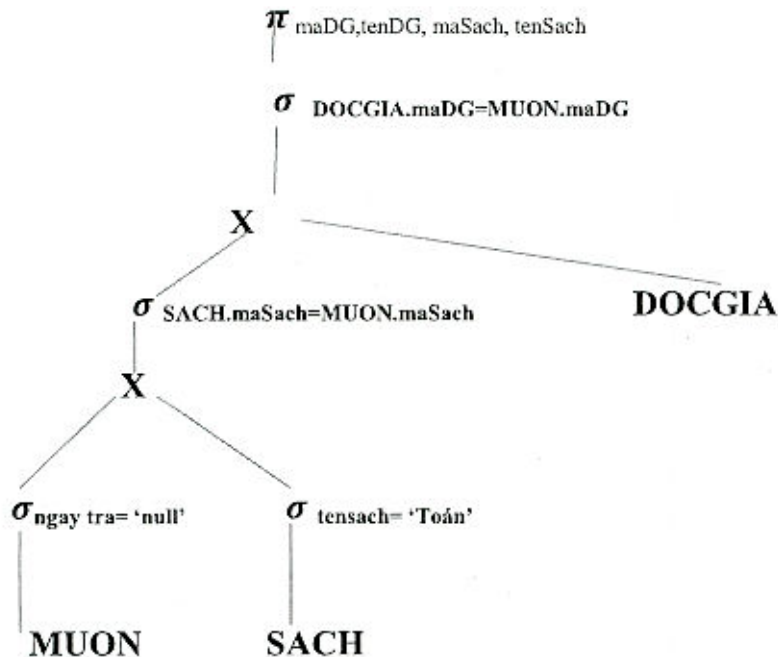 π maDG,tenDG, maSach, tenSach
σ DOCGIA.maDG=MUON.maDG
X
σ SACH.maSach=MUON.maSach
DOCGIA
X
σ ngay tra= ‘null’
σ tensach= ‘Toán’
MUON
SACH